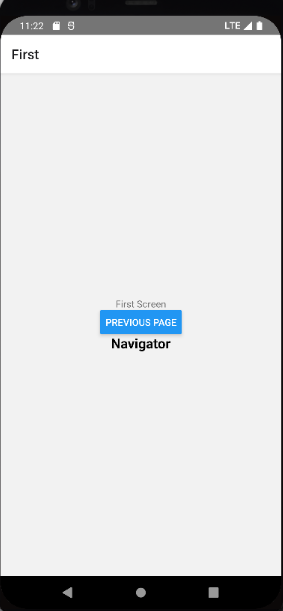 11:22 LTE
First
First Screen
PREVIOUS PAGE
Navigator